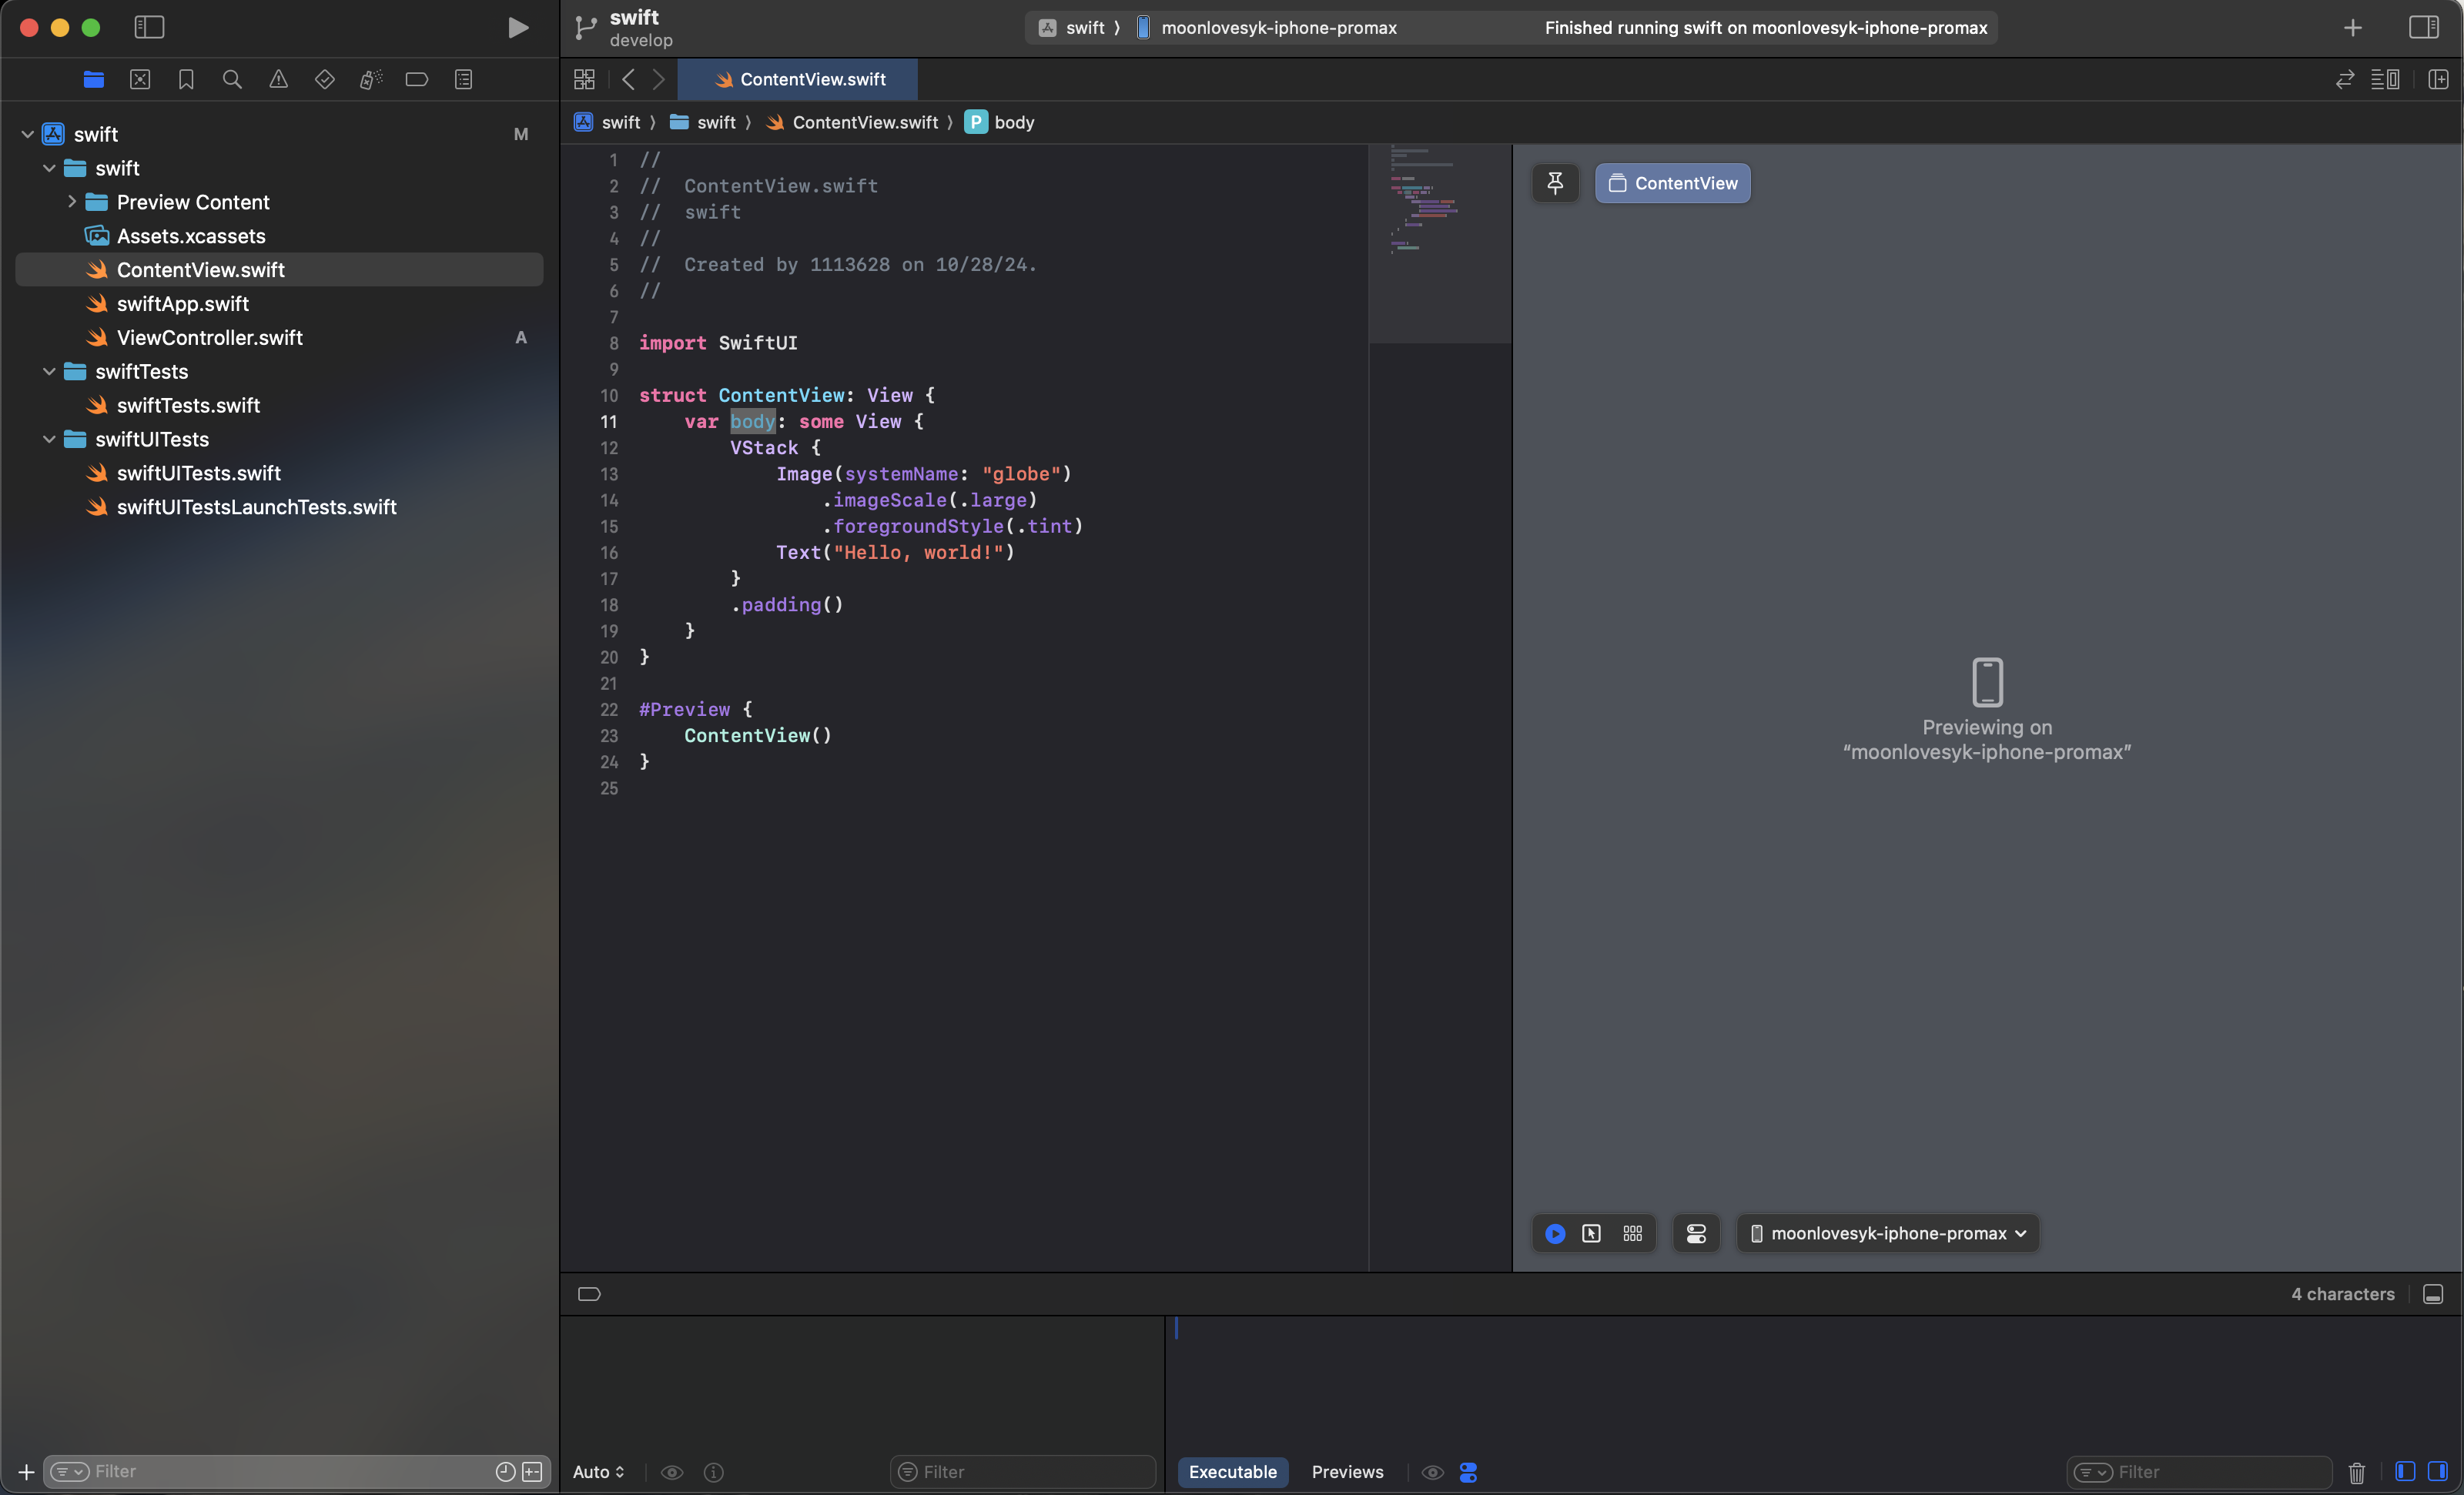 swift
develop
swift 〉 moonlovesyk-iphone-promax
Finished running swift on moonlovesyk-iphone-promax
ContentView.swift
swift 〉 swift 〉 ContentView.swift 〉 P body
swift M
swift
Preview Content
Assets.xcassets
ContentView.swift
swiftApp.swift
ViewController.swift A
swiftTests
swiftTests.swift
swiftUITests
swiftUITests.swift
swiftUITestsLaunchTests.swift
Filter
1 //
2 //  ContentView.swift
3 //  swift
4 //
5 //  Created by 1113628 on 10/28/24.
6 //
7
8 import SwiftUI
9
10 struct ContentView: View {
11     var body: some View {
12         VStack {
13             Image(systemName: "globe")
14                 .imageScale(.large)
15                 .foregroundStyle(.tint)
16             Text("Hello, world!")
17         }
18         .padding()
19     }
20 }
21
22 #Preview {
23     ContentView()
24 }
25
ContentView
Previewing on
“moonlovesyk-iphone-promax”
moonlovesyk-iphone-promax
4 characters
Auto
Filter
Executable
Previews
Filter